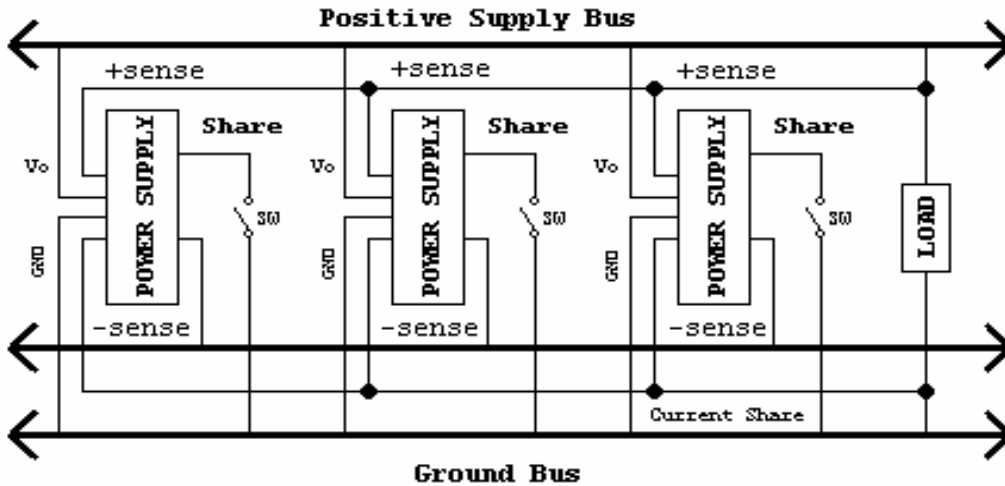 Positive Supply Bus
+sense
+sense
+sense
Share
Share
Share
POWER SUPPLY
POWER SUPPLY
POWER SUPPLY
Vo
Vo
Vo
SW
SW
SW
LOAD
GND
GND
GND
-sense
-sense
-sense
Current Share
Ground Bus